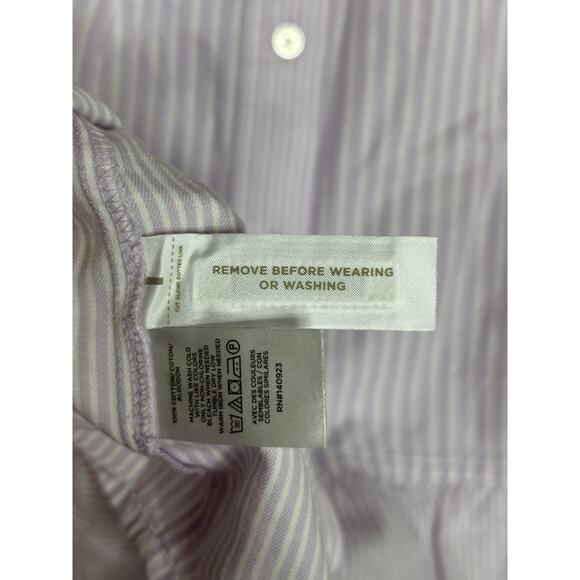 REMOVE BEFORE WEARING
OR WASHING
CUT ALONG DOTTED LINE
100% COTTON/COTON/
ALGODON
MACHINE WASH COLD
WITH LIKE COLORS
ONLY NON-CHLORINE
BLEACH WHEN NEEDED
TUMBLE DRY LOW
WARM IRON WHEN NEEDED
30
P
AVEC DES COULEURS
SEMBLABLES / CON
COLORES SIMILARES
RN#140923